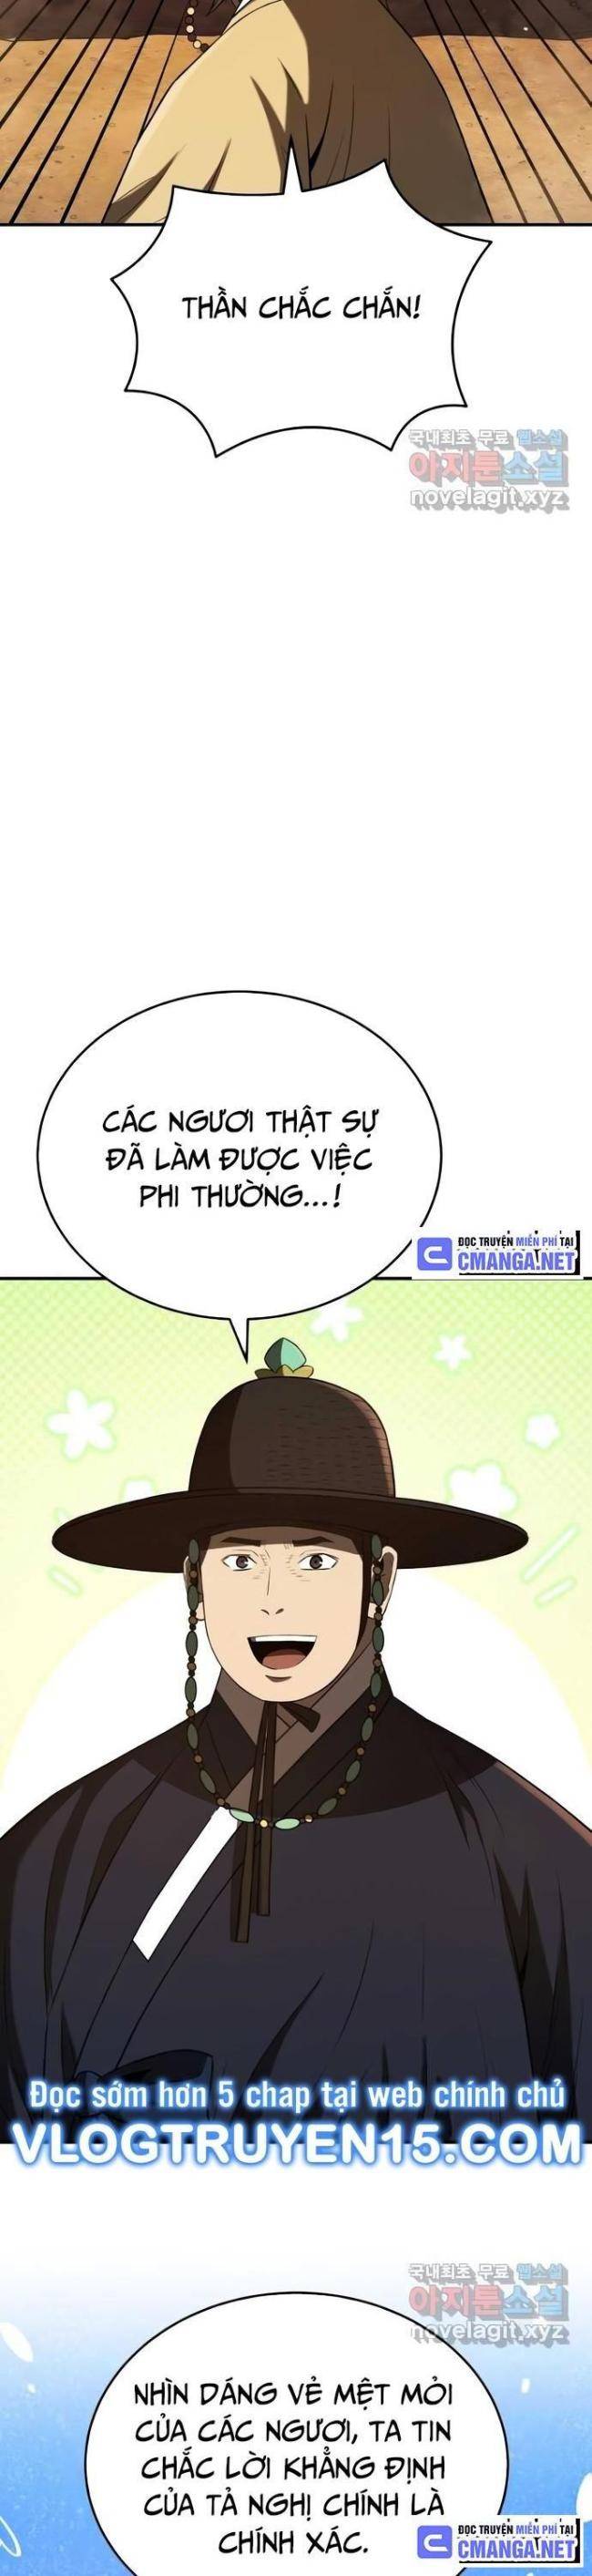 THẦN CHẮC CHẮN!
국내최초 무료 웹소설
아지툰소설
novelagit.xyz
CÁC NGƯƠI THẬT SỰ
ĐÃ LÀM ĐƯỢC VIỆC
PHI THƯỜNG...!
ĐỌC TRUYỆN MIỄN PHÍ TẠI
CMANGA.NET
Đọc sớm hơn 5 chap tại web chính chủ
VLOGTRUYEN15.COM
국내최초 무료 웹소설
아지툰소설
novelagit.xyz
NHÌN DÁNG VẺ MỆT MỎI
CỦA CÁC NGƯƠI, TA TIN
CHẮC LỜI KHẲNG ĐỊNH
CỦA TẢ NGHỊ CHÍNH LÀ
CHÍNH XÁC.
ĐỌC TRUYỆN MIỄN PHÍ TẠI
CMANGA.NET